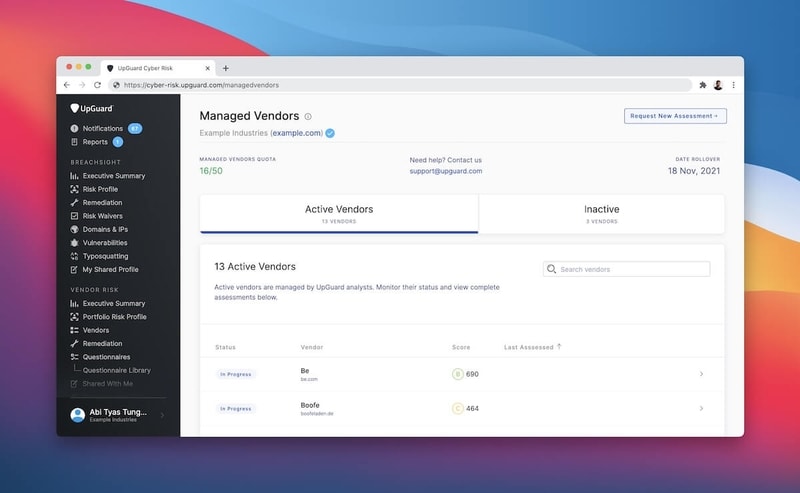 UpGuard Cyber Risk
https://cyber-risk.upguard.com/managedvendors
UpGuard
Notifications 67
Reports 1
BREACHSIGHT
Executive Summary
Risk Profile
Remediation
Risk Waivers
Domains & IPs
Vulnerabilities
Typosquatting
My Shared Profile
VENDOR RISK
Executive Summary
Portfolio Risk Profile
Vendors
Remediation
Questionnaires
Questionnaire Library
Shared With Me
Abi Tyas Tung...
Example Industries
Managed Vendors
Request New Assessment
Example Industries (example.com)
MANAGED VENDORS QUOTA
16/50
Need help? Contact us
support@upguard.com
DATE ROLLOVER
18 Nov, 2021
Active Vendors
13 VENDORS
Inactive
3 VENDORS
13 Active Vendors
Search vendors
Active vendors are managed by UpGuard analysts. Monitor their status and view complete
assessments below.
Status Vendor Score Last Asssessed
In Progress Be B 690
be.com
In Progress Boofe C 464
boofeladen.de